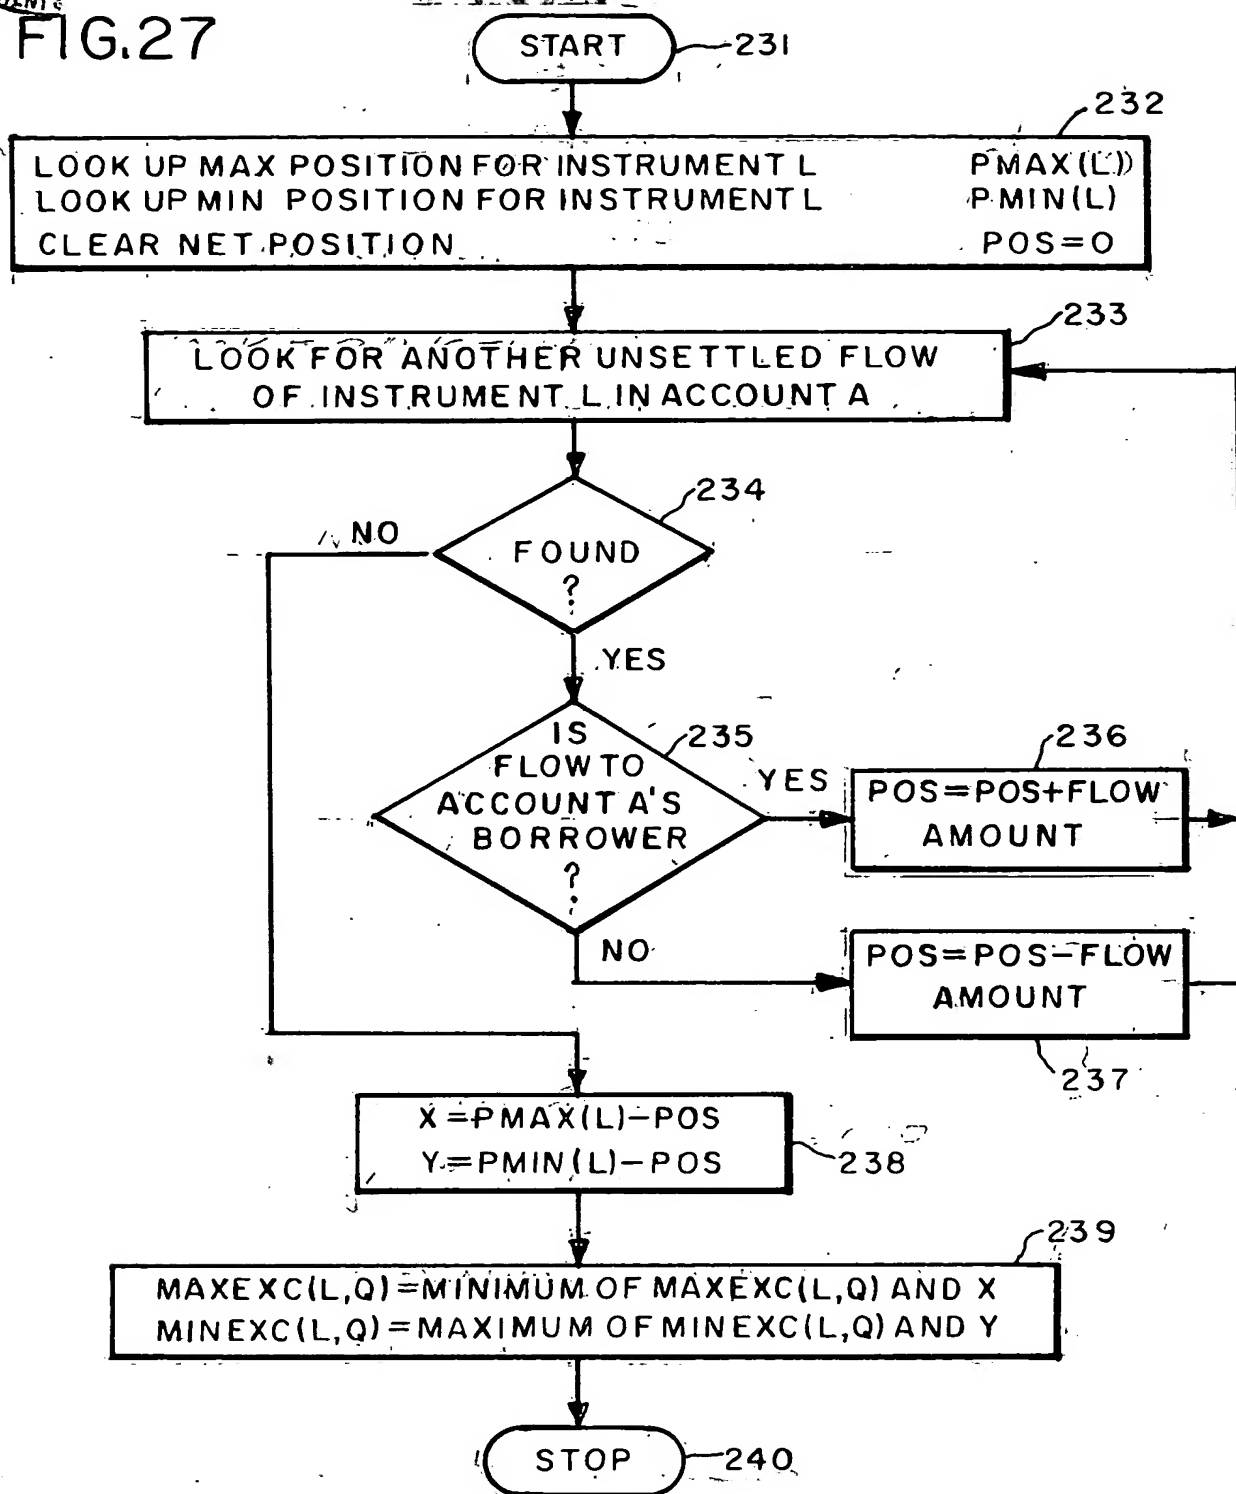 FIG.27
START
231
232
LOOK UP MAX POSITION FOR INSTRUMENT L PMAX(L)
LOOK UP MIN POSITION FOR INSTRUMENT L PMIN(L)
CLEAR NET POSITION POS=0
233
LOOK FOR ANOTHER UNSETTLED FLOW
OF INSTRUMENT L IN ACCOUNT A
234
NO
FOUND
?
YES
235
IS
FLOW TO
ACCOUNT A'S
BORROWER
?
YES
236
POS=POS+FLOW
AMOUNT
NO
POS=POS-FLOW
AMOUNT
237
X=PMAX(L)-POS
Y=PMIN(L)-POS
238
239
MAXEXC(L,Q)=MINIMUM OF MAXEXC(L,Q) AND X
MINEXC(L,Q)=MAXIMUM OF MINEXC(L,Q) AND Y
STOP
240